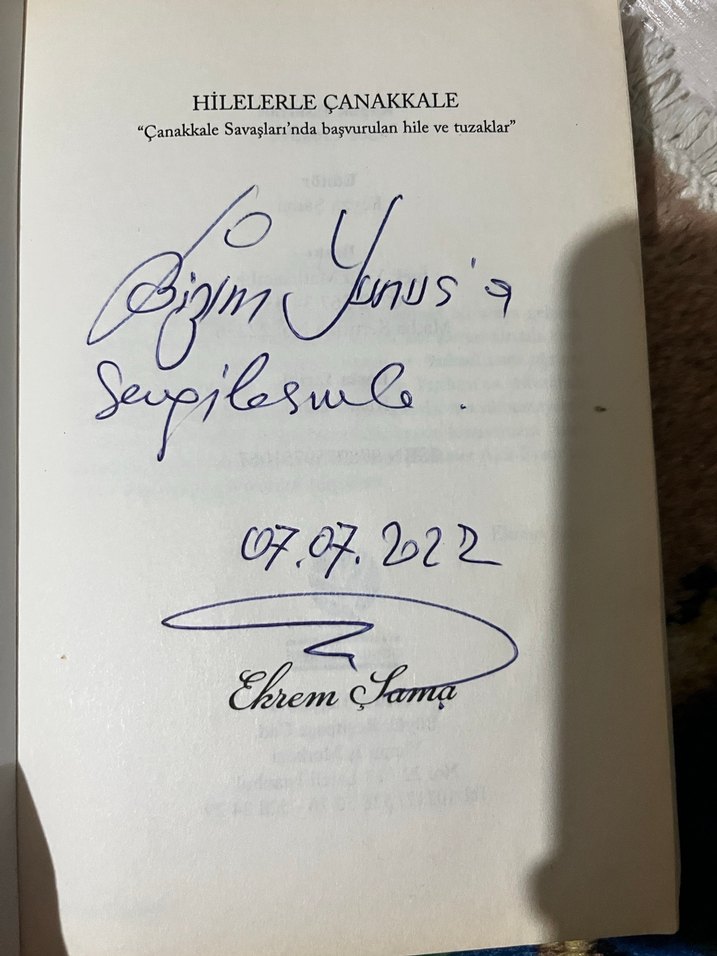 HİLELERLE ÇANAKKALE
“Çanakkale Savaşları’nda başvurulan hile ve tuzaklar”
Bizim Yunus'a
Sevgilerimle.
07.07.2022
Ekrem Şama